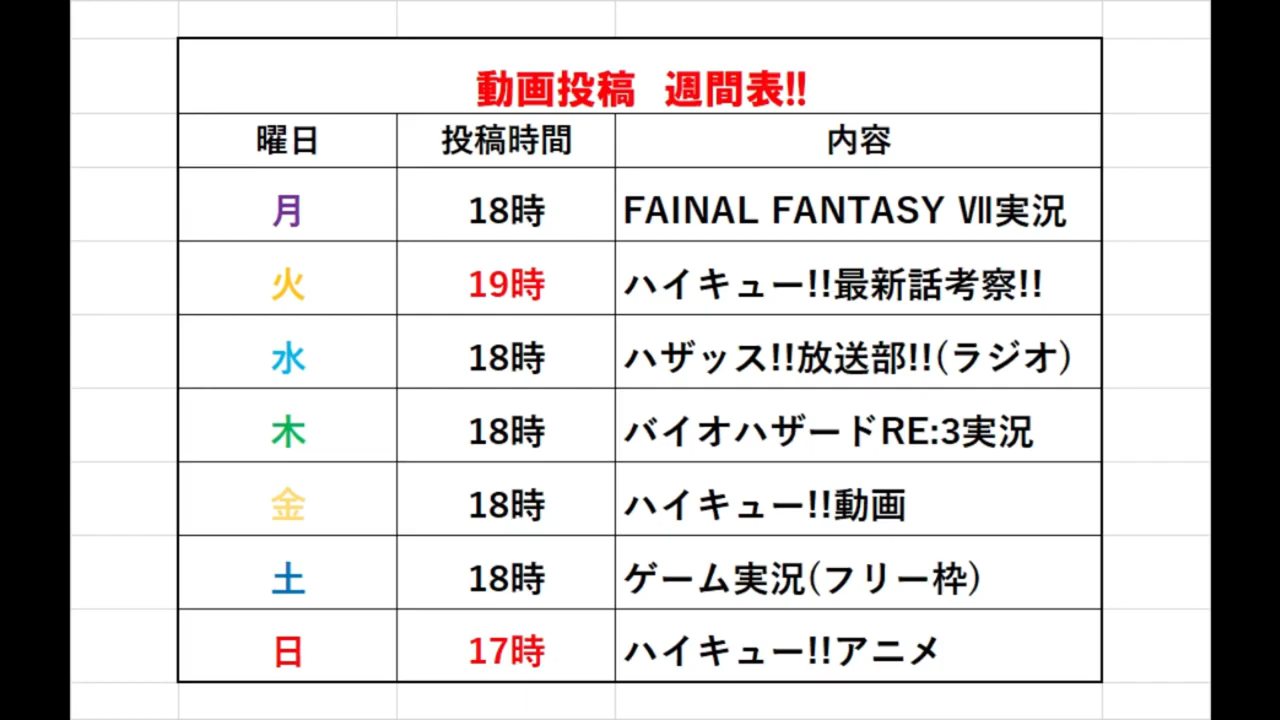 動画投稿 週間表!!
曜日 投稿時間 内容
月 18時 FAINAL FANTASY Ⅶ実況
火 19時 ハイキュー!!最新話考察!!
水 18時 ハザッス!!放送部!!(ラジオ)
木 18時 バイオハザードRE:3実況
金 18時 ハイキュー!!動画
土 18時 ゲーム実況(フリー枠)
日 17時 ハイキュー!!アニメ